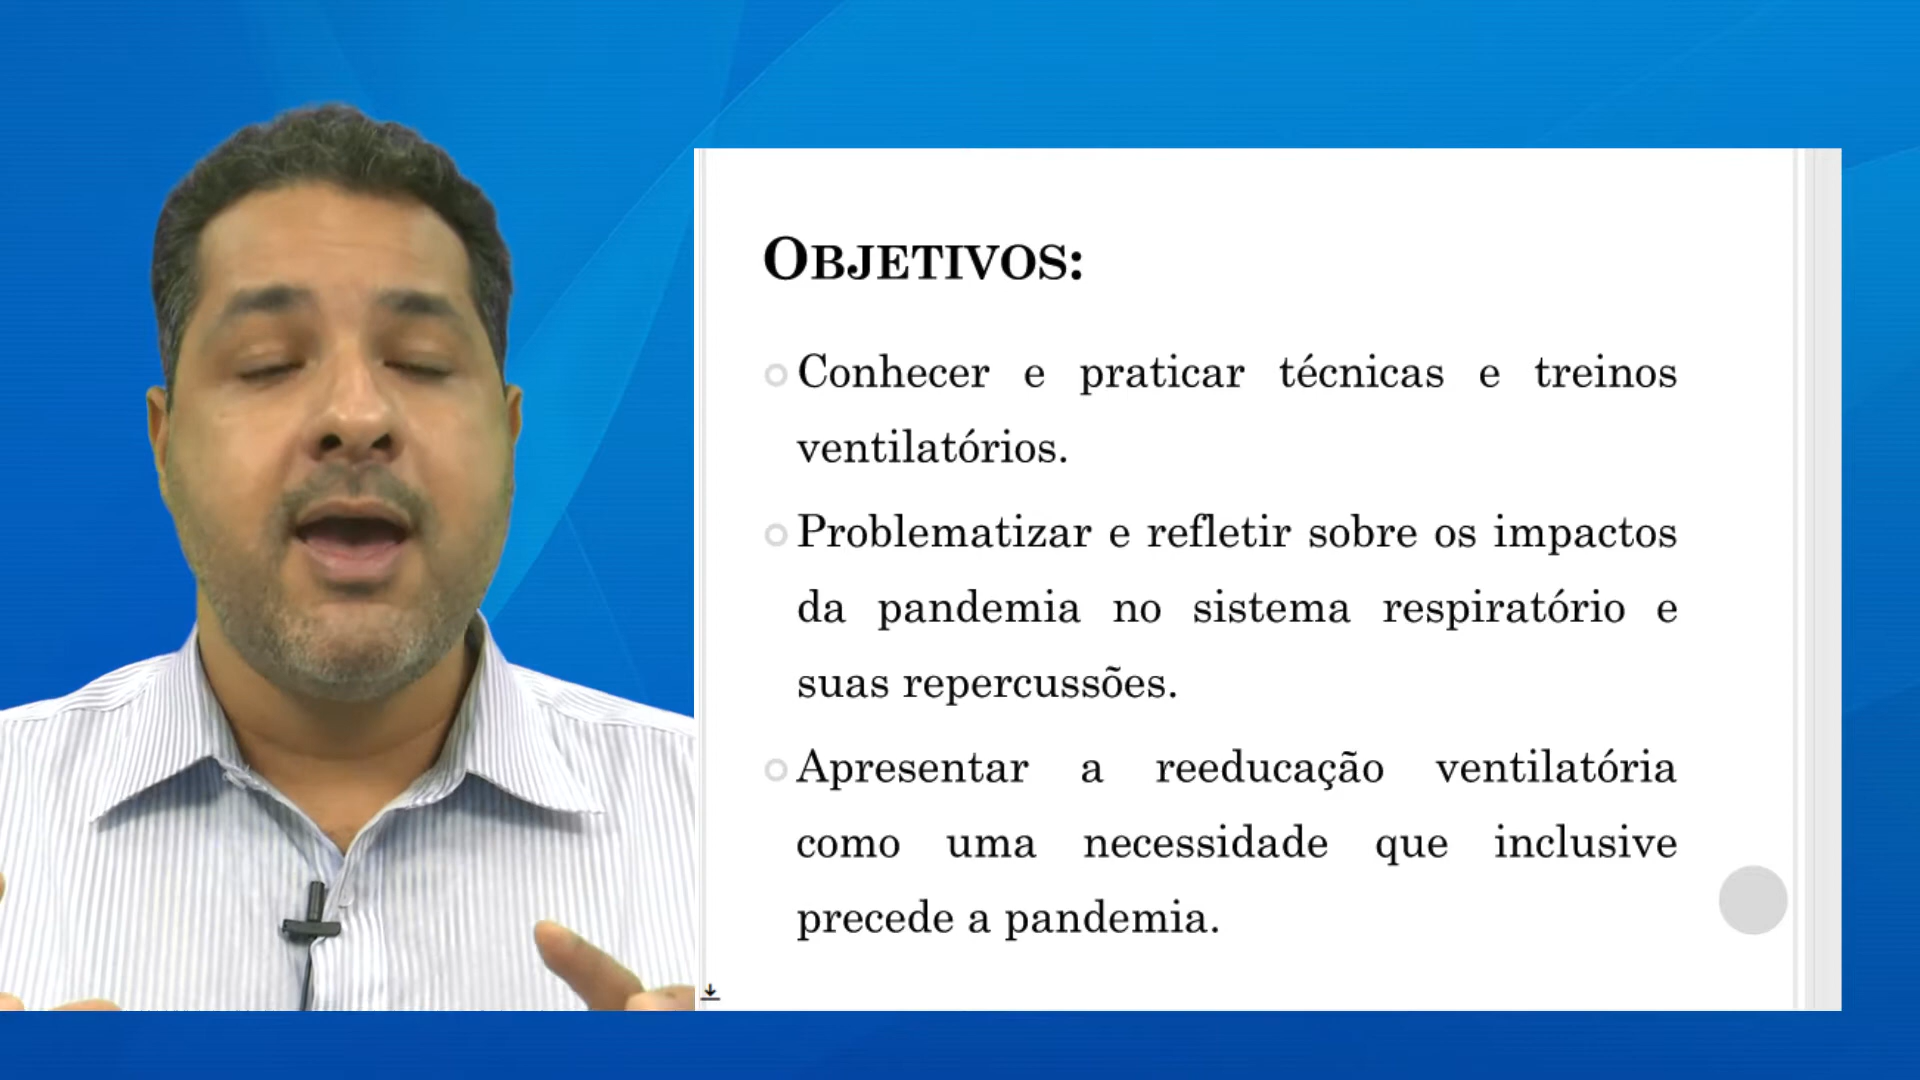 OBJETIVOS:
Conhecer e praticar técnicas e treinos
ventilatórios.
Problematizar e refletir sobre os impactos
da pandemia no sistema respiratório e
suas repercussões.
Apresentar a reeducação ventilatória
como uma necessidade que inclusive
precede a pandemia.